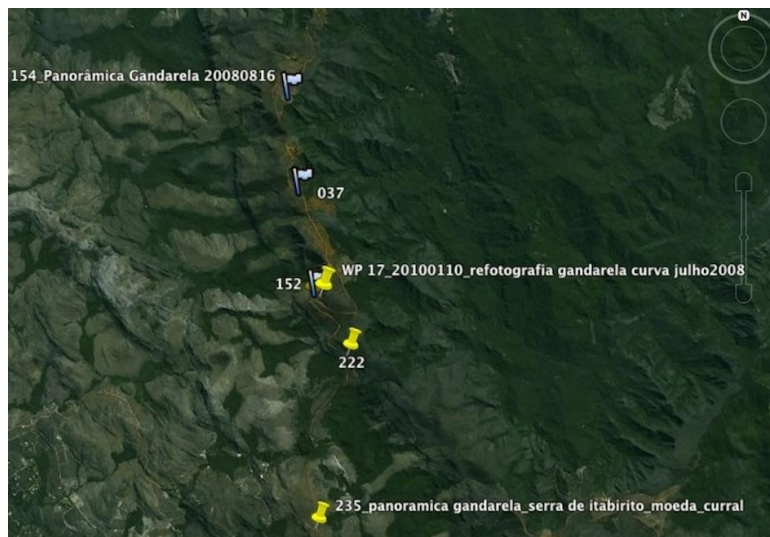 N
154_Panorâmica Gandarela 20080816
037
WP 17_20100110_refotografia gandarela curva julho2008
152
222
235_panoramica gandarela_serra de itabirito_moeda_curral